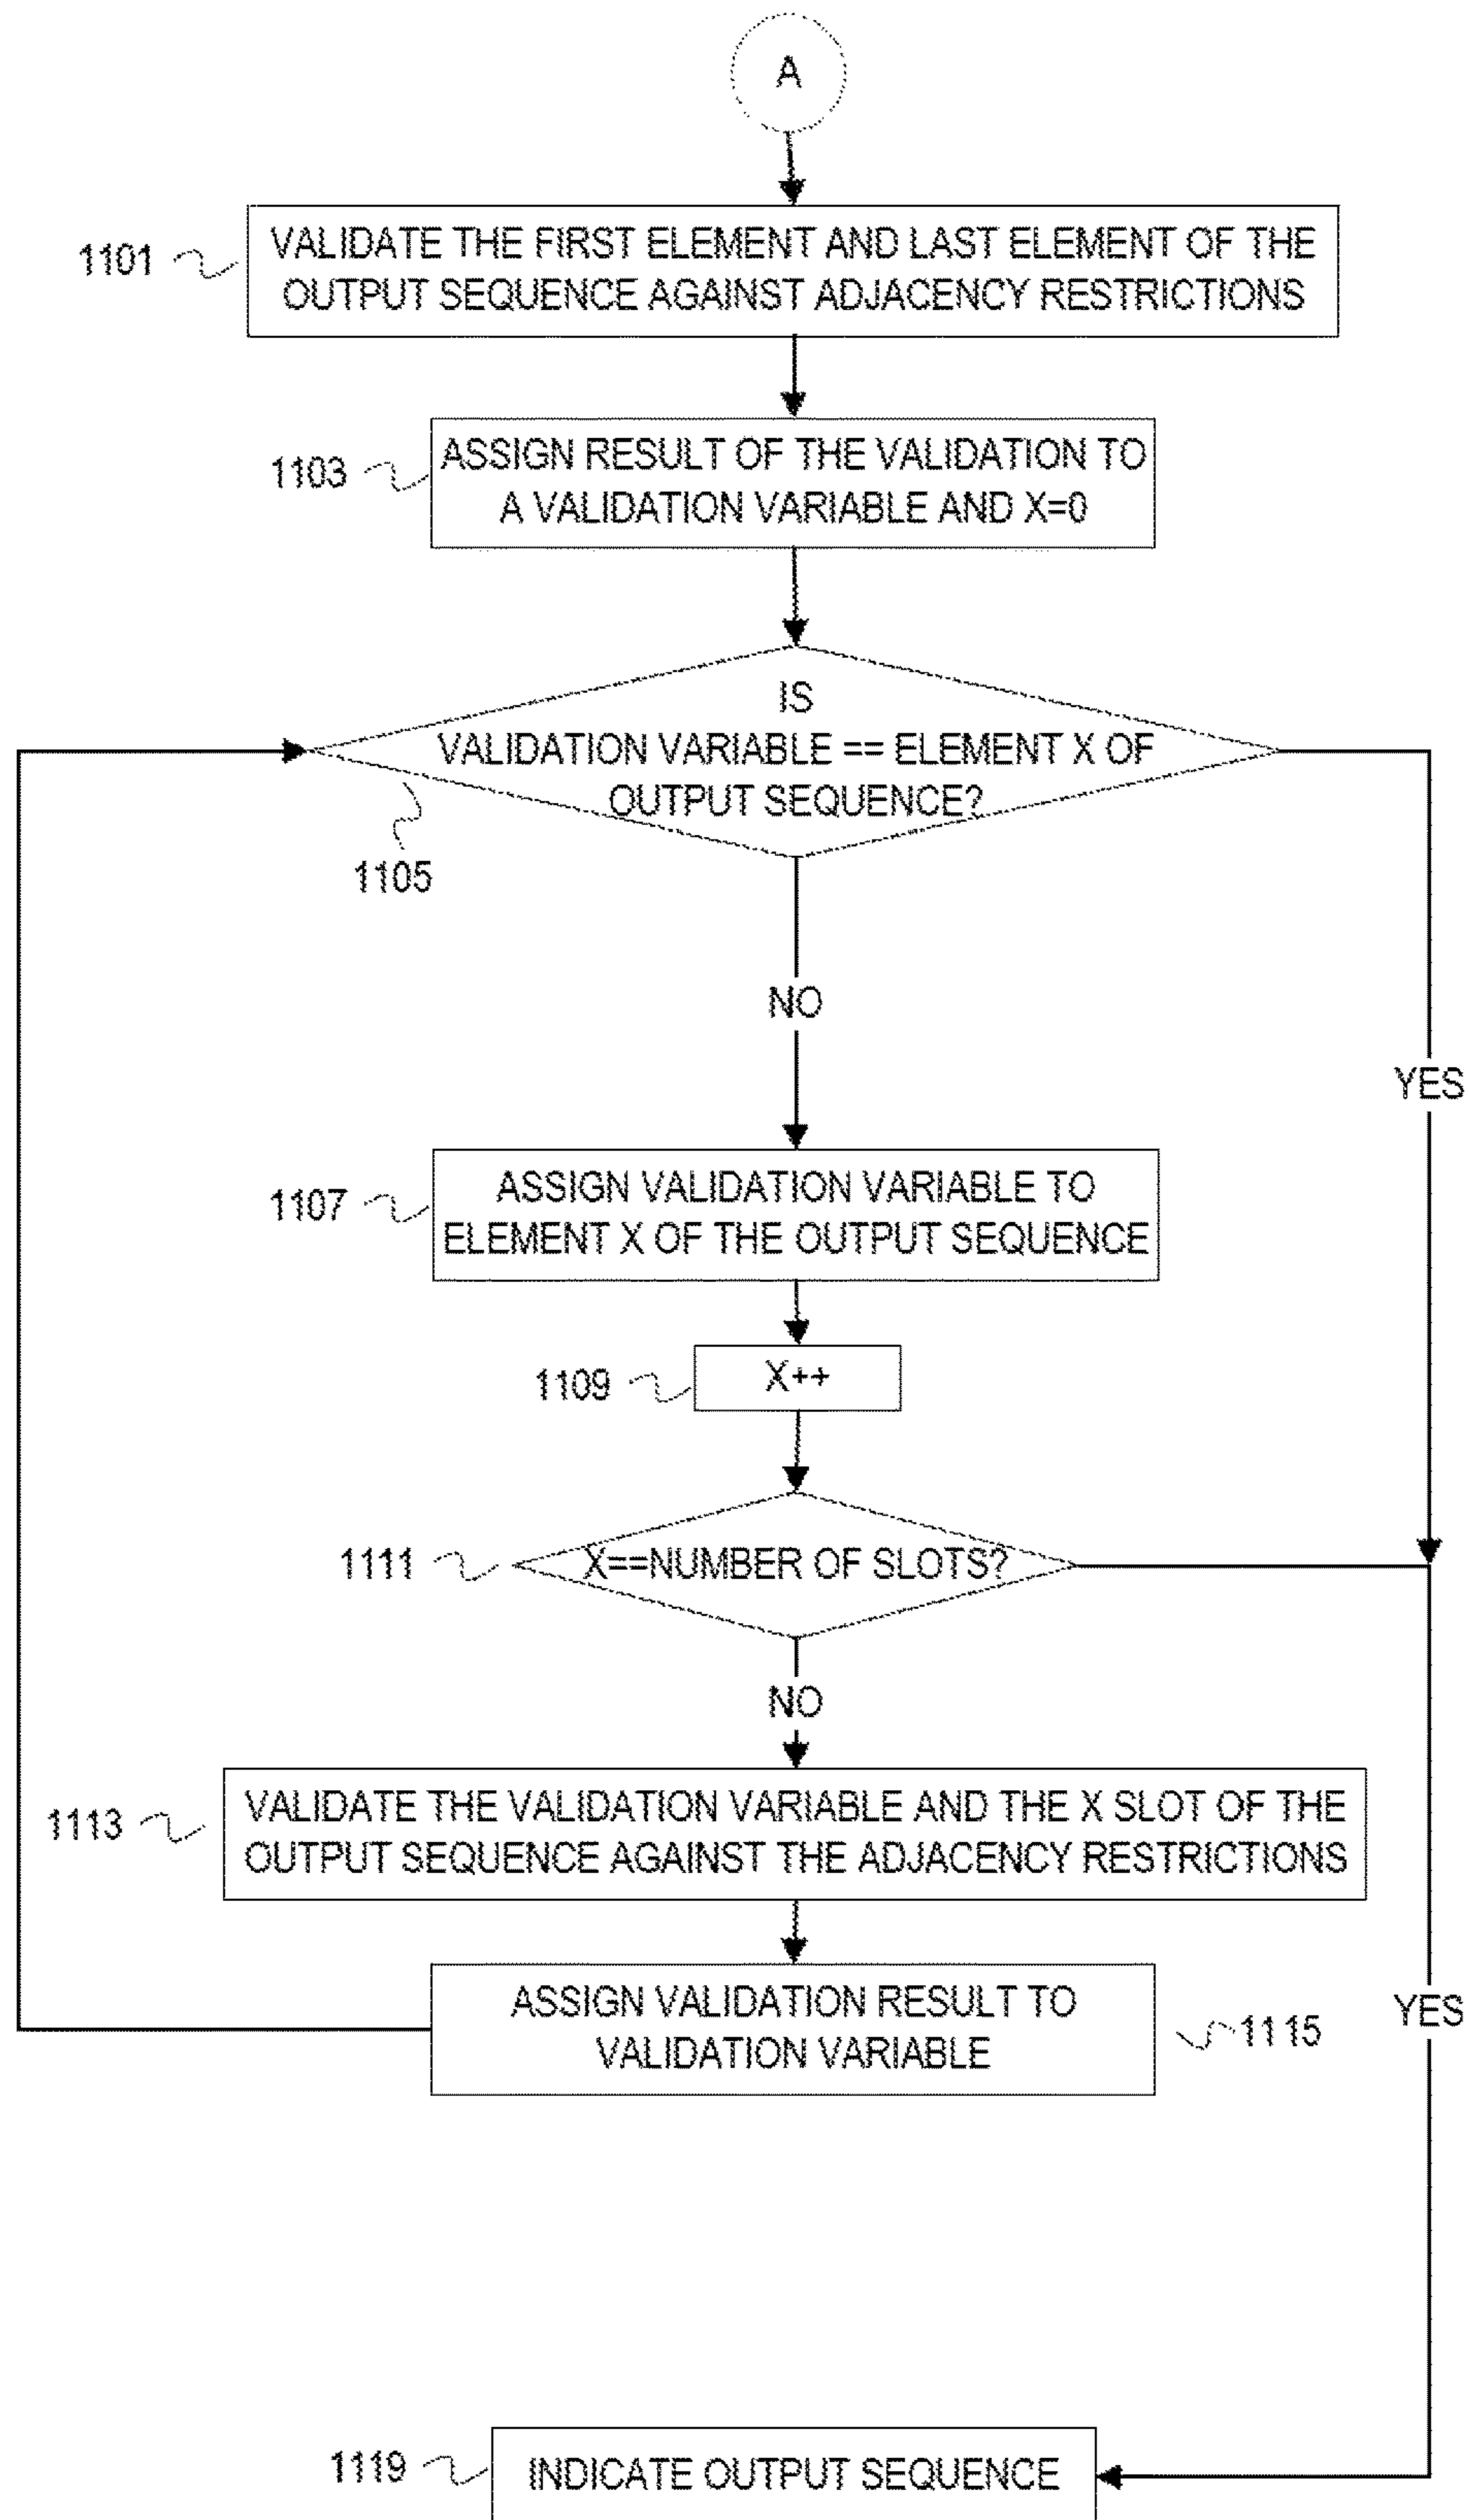 A
1101
VALIDATE THE FIRST ELEMENT AND LAST ELEMENT OF THE
OUTPUT SEQUENCE AGAINST ADJACENCY RESTRICTIONS
1103
ASSIGN RESULT OF THE VALIDATION TO
A VALIDATION VARIABLE AND X=0
IS
VALIDATION VARIABLE == ELEMENT X OF
OUTPUT SEQUENCE?
1105
NO
YES
1107
ASSIGN VALIDATION VARIABLE TO
ELEMENT X OF THE OUTPUT SEQUENCE
1109
X++
1111
X==NUMBER OF SLOTS?
NO
1113
VALIDATE THE VALIDATION VARIABLE AND THE X SLOT OF THE
OUTPUT SEQUENCE AGAINST THE ADJACENCY RESTRICTIONS
ASSIGN VALIDATION RESULT TO
VALIDATION VARIABLE
1115
YES
1119
INDICATE OUTPUT SEQUENCE